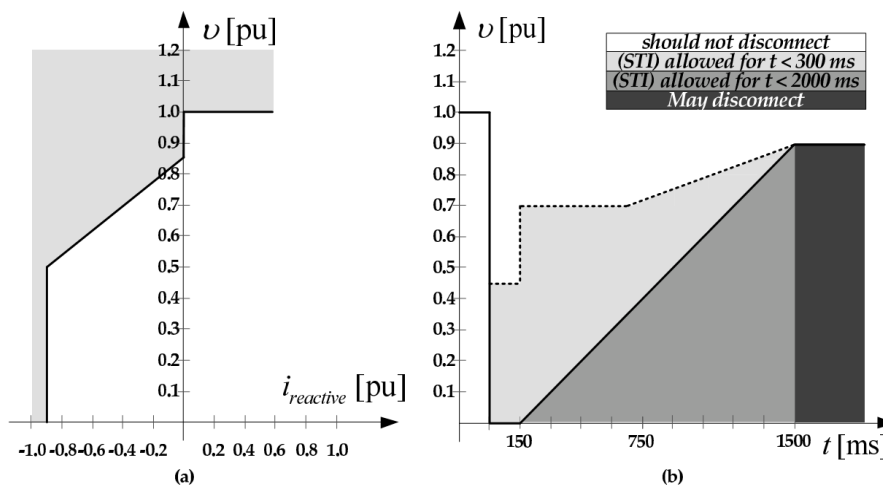 υ [pu]
1.2
1.1
1.0
0.9
0.8
0.7
0.6
0.5
0.4
0.3
0.2
0.1
i reactive [pu]
-1.0 -0.8 -0.6 -0.4 -0.2 0.2 0.4 0.6 0.8 1.0
(a)
υ [pu]
should not disconnect
(STI) allowed for t < 300 ms
(STI) allowed for t < 2000 ms
May disconnect
1.2
1.1
1.0
0.9
0.8
0.7
0.6
0.5
0.4
0.3
0.2
0.1
150 750 1500 t [ms]
(b)